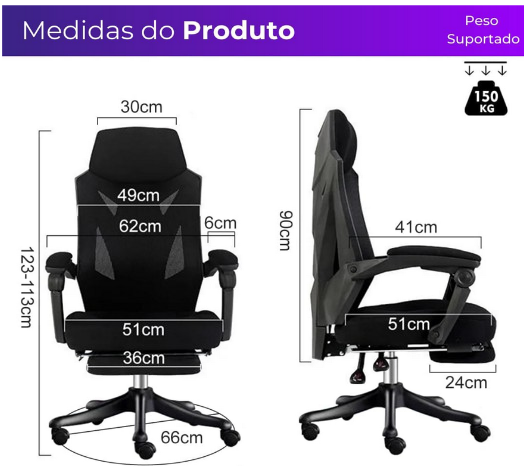 Medidas do Produto
Peso
Suportado
150
KG
30cm
49cm
62cm
6cm
123-113cm
51cm
36cm
66cm
90cm
41cm
51cm
24cm